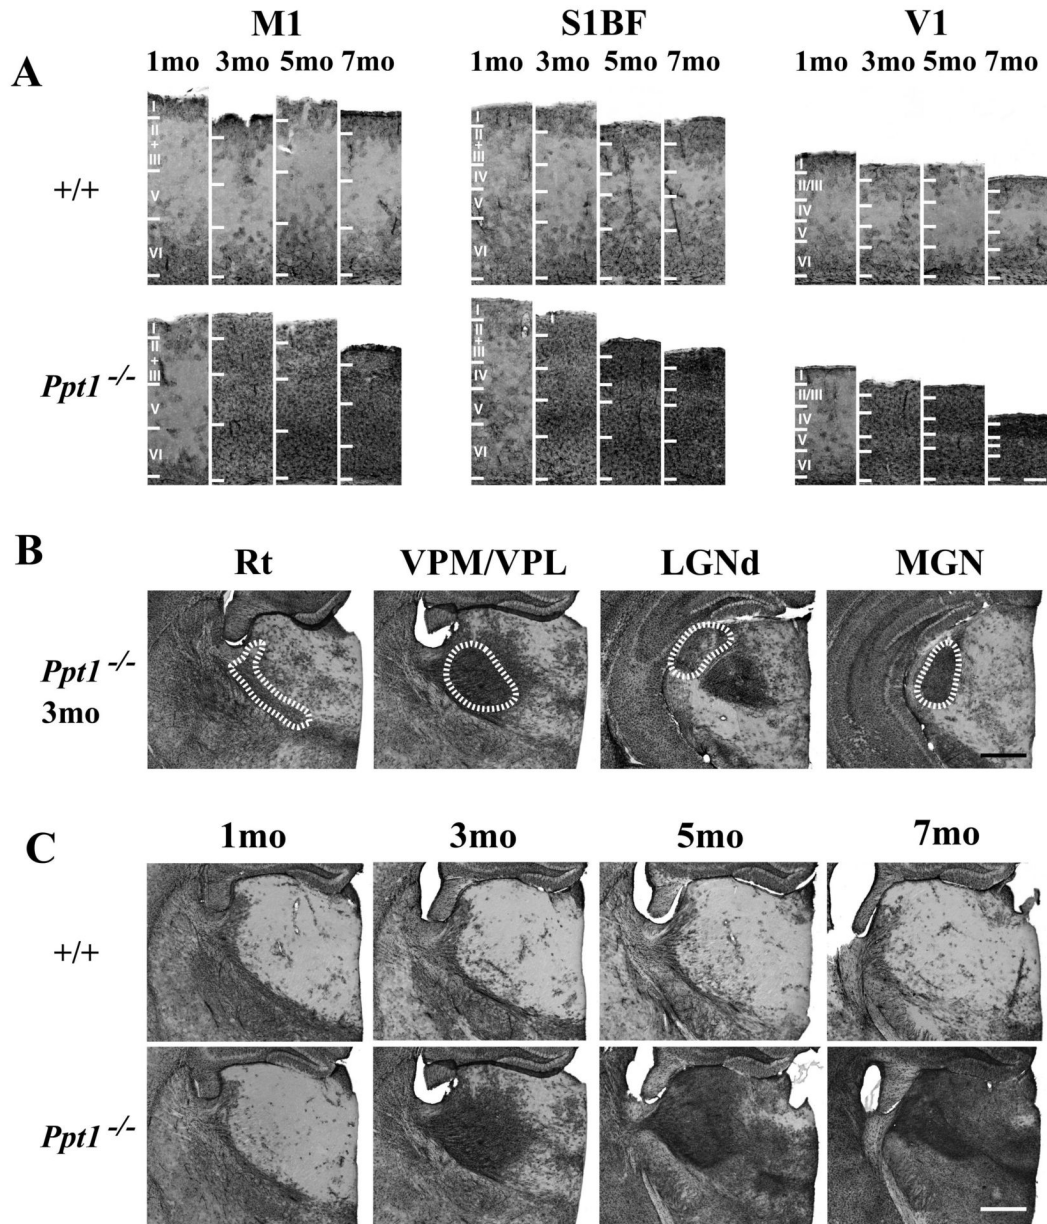 M1 S1BF V1
A 1mo 3mo 5mo 7mo 1mo 3mo 5mo 7mo 1mo 3mo 5mo 7mo
+/+
I I I
II II II/III
+ +
III III
IV IV
V V V
VI VI VI
Ppt1 -/-
I I I
II II II/III
+ +
III III
IV IV
V V V
VI VI VI
B
Rt VPM/VPL LGNd MGN
Ppt1 -/-
3mo
C 1mo 3mo 5mo 7mo
+/+
Ppt1 -/-